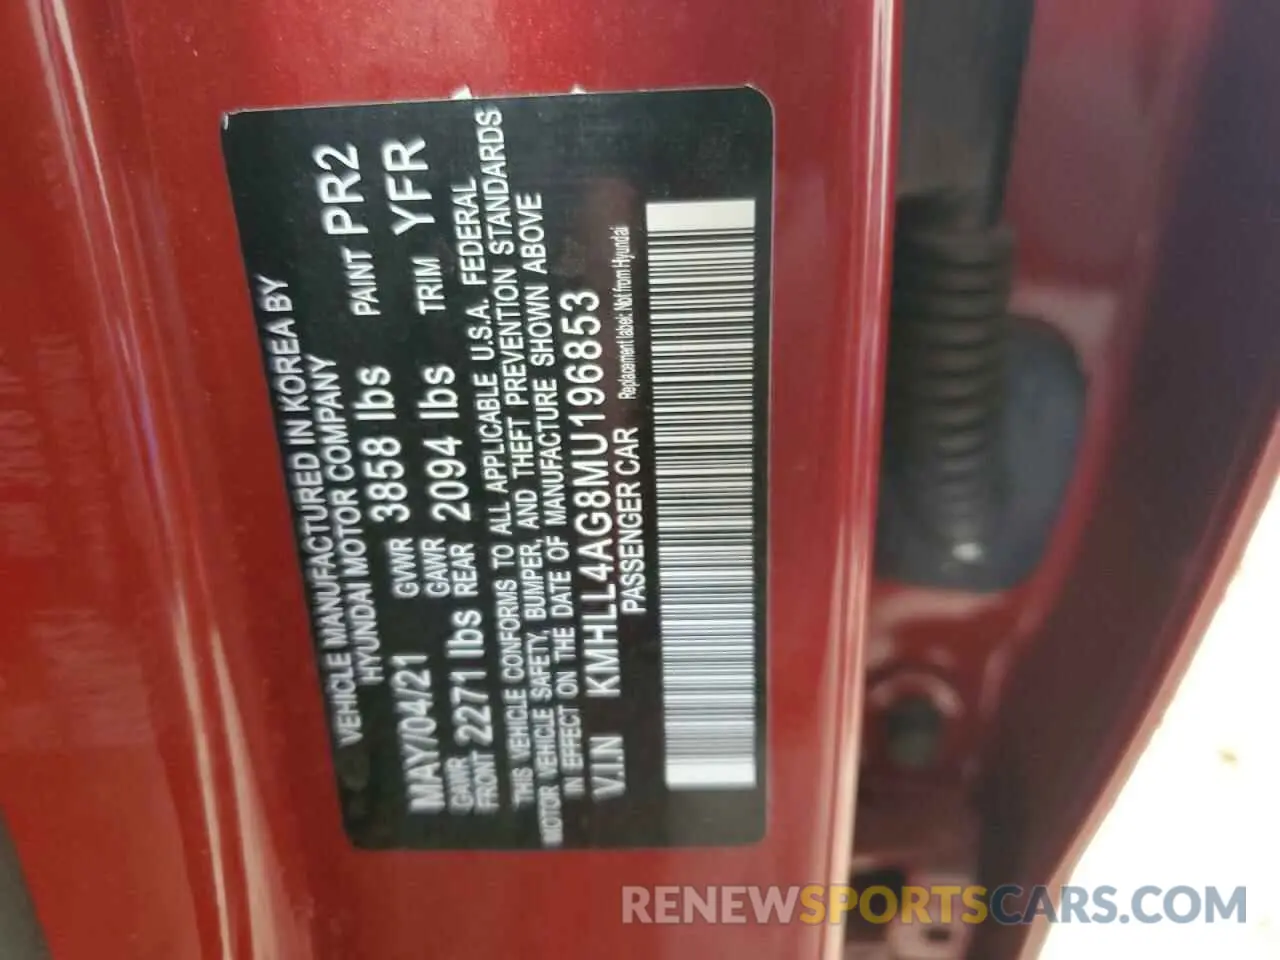 VEHICLE MANUFACTURED IN KOREA BY
HYUNDAI MOTOR COMPANY
MAY/04/21 GVWR 3858 lbs PAINT PR2
GAWR FRONT 2271 lbs GAWR REAR 2094 lbs TRIM YFR
THIS VEHICLE CONFORMS TO ALL APPLICABLE U.S.A. FEDERAL
MOTOR VEHICLE SAFETY, BUMPER, AND THEFT PREVENTION STANDARDS
IN EFFECT ON THE DATE OF MANUFACTURE SHOWN ABOVE
V.I.N KMHLL4AG8MU196853
PASSENGER CAR Replacement label: Not from Hyundai
RENEWSPORTSCARS.COM